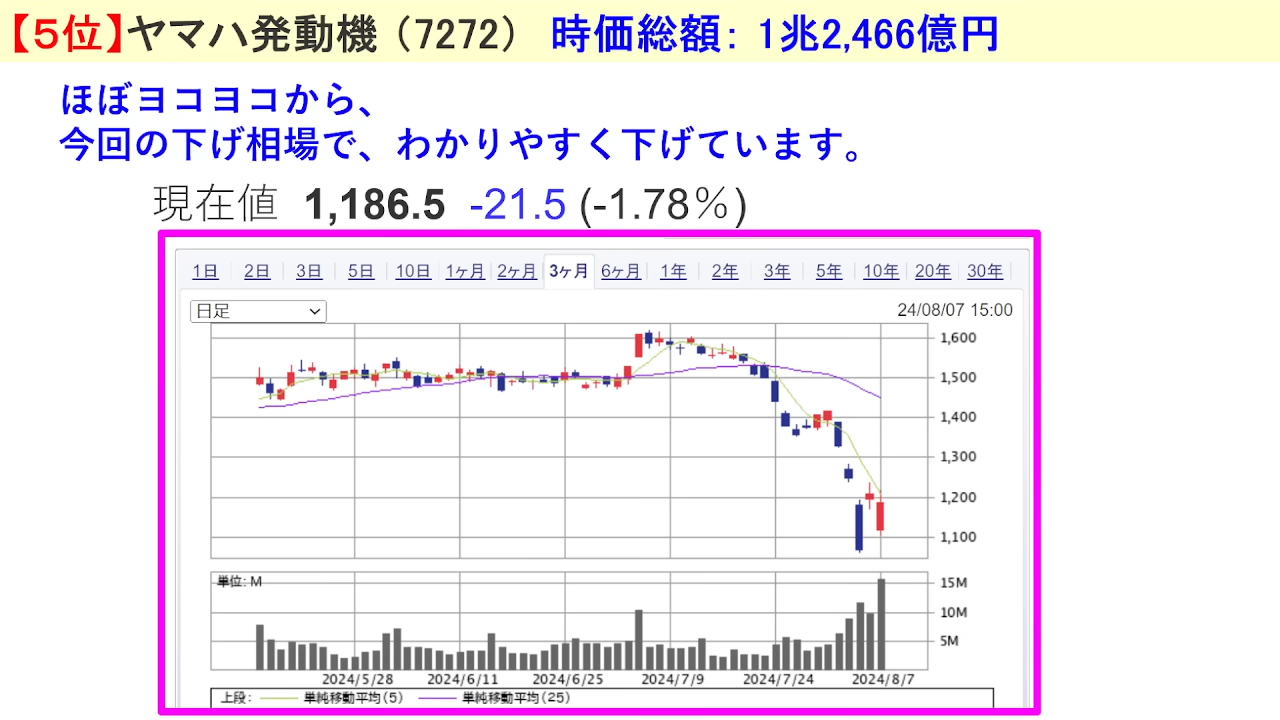 【５位】ヤマハ発動機（7272） 時価総額： 1兆2,466億円
ほぼヨコヨコから、
今回の下げ相場で、わかりやすく下げています。
現在値 1,186.5 -21.5 (-1.78％)
1日 2日 3日 5日 10日 1ヶ月 2ヶ月 3ヶ月 6ヶ月 1年 2年 3年 5年 10年 20年 30年
日足 24/08/07 15:00
1,600
1,500
1,400
1,300
1,200
1,100
単位: M
15M
10M
5M
2024/5/28 2024/6/11 2024/6/25 2024/7/9 2024/7/24 2024/8/7
上段: 単純移動平均(5) 単純移動平均(25)